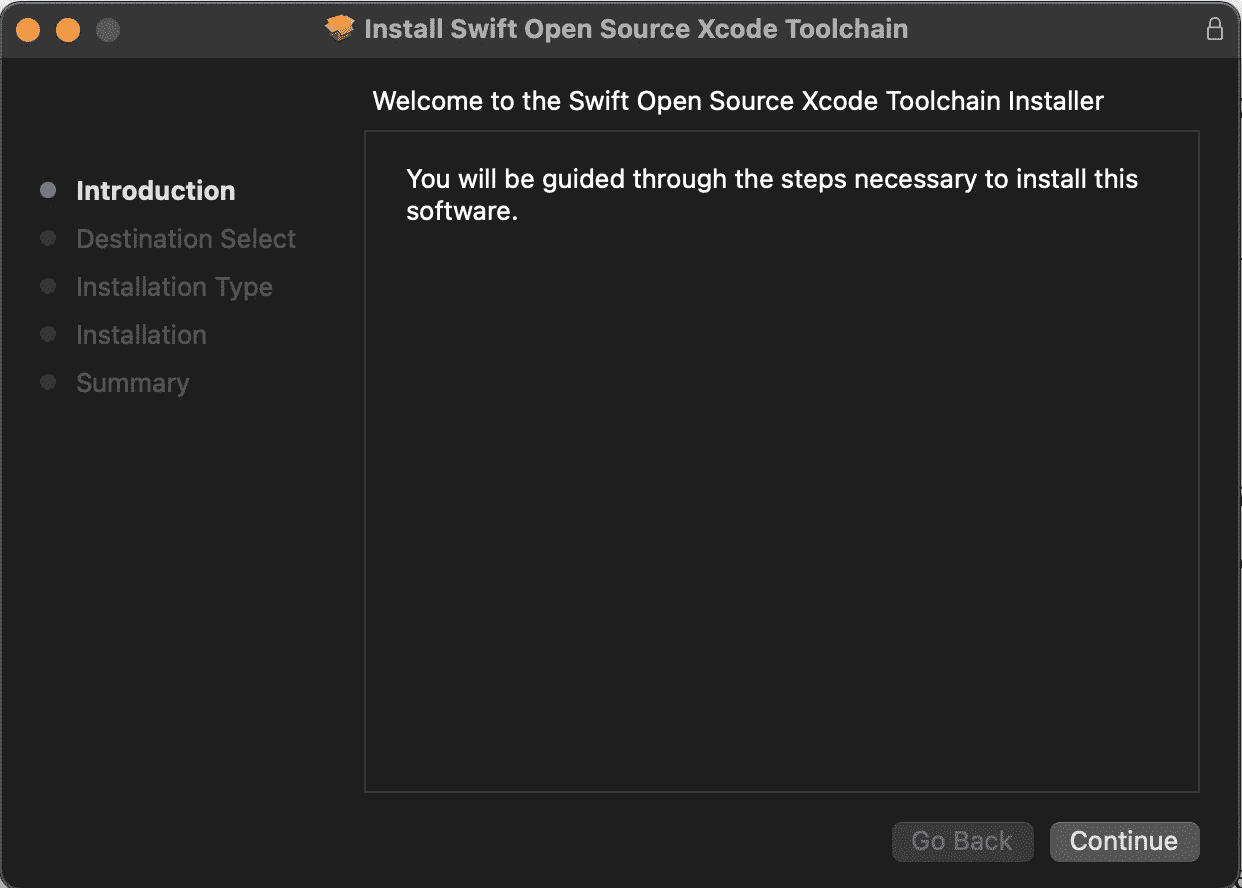 Install Swift Open Source Xcode Toolchain
Welcome to the Swift Open Source Xcode Toolchain Installer
Introduction
Destination Select
Installation Type
Installation
Summary
You will be guided through the steps necessary to install this
software.
Go Back
Continue